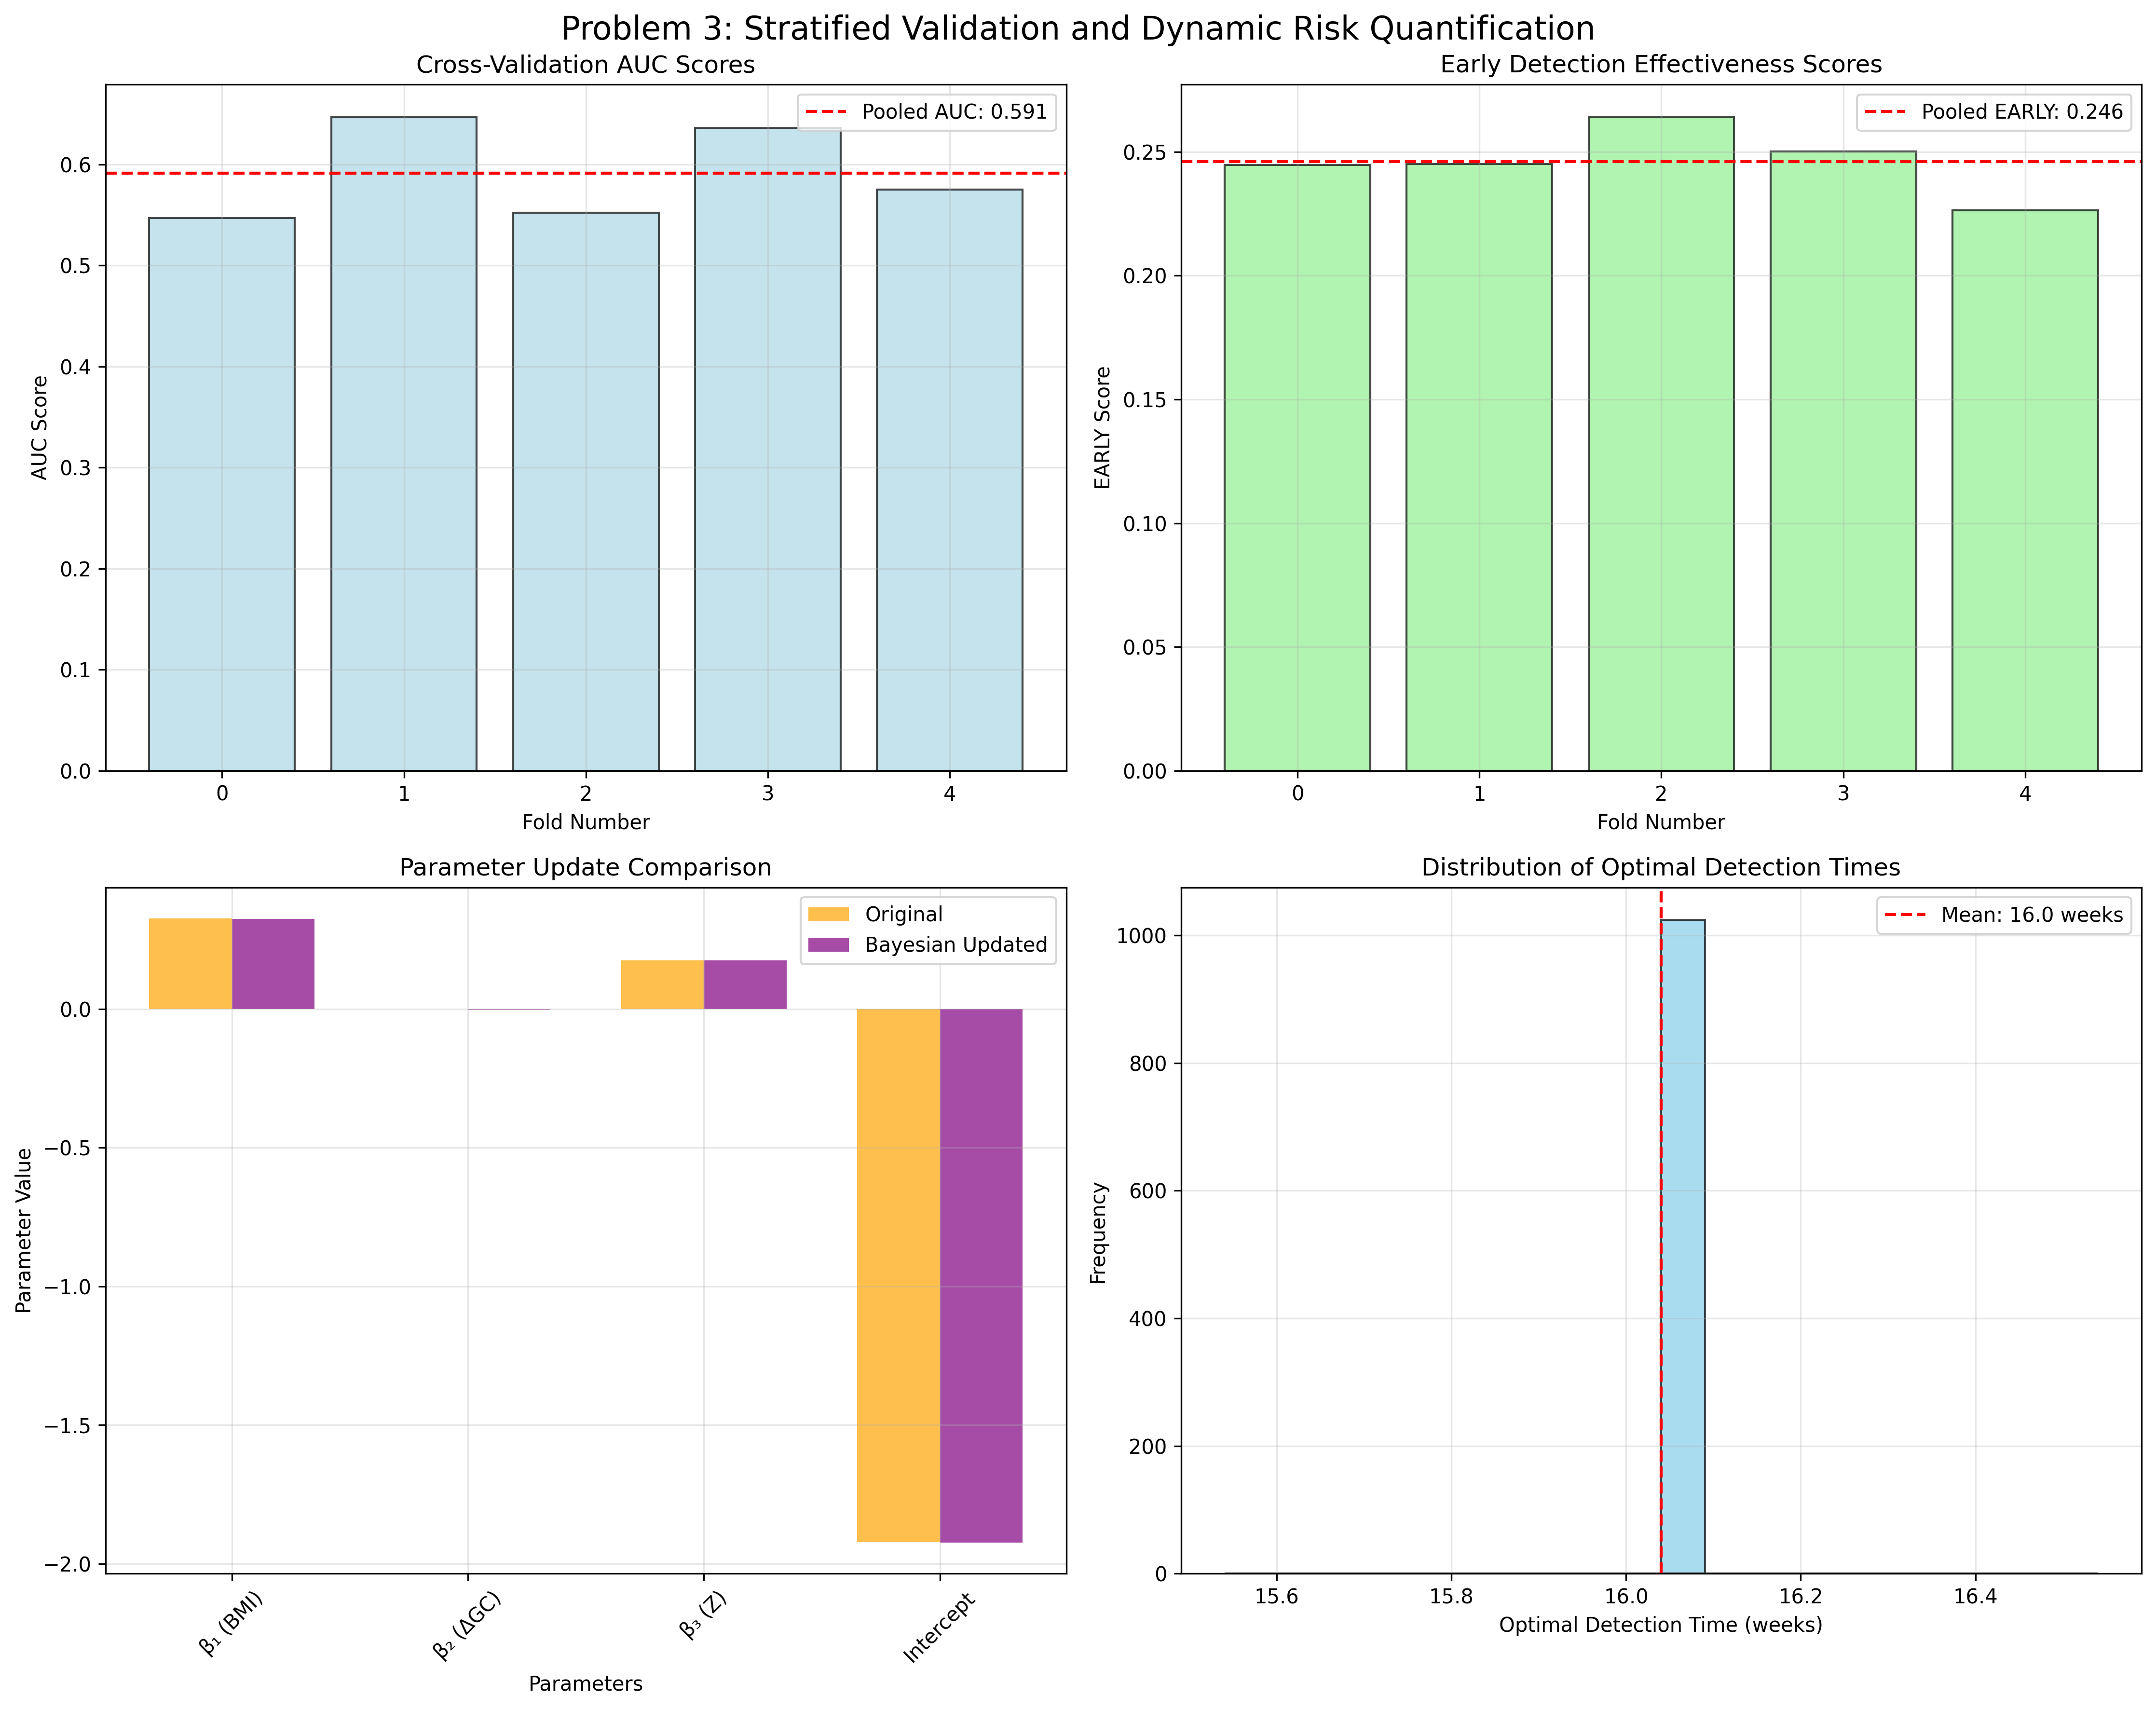 Problem 3: Stratified Validation and Dynamic Risk Quantification
Cross-Validation AUC Scores
Pooled AUC: 0.591
AUC Score
0.6
0.5
0.4
0.3
0.2
0.1
0.0
0 1 2 3 4
Fold Number
Early Detection Effectiveness Scores
Pooled EARLY: 0.246
EARLY Score
0.25
0.20
0.15
0.10
0.05
0.00
0 1 2 3 4
Fold Number
Parameter Update Comparison
Original
Bayesian Updated
Parameter Value
0.0
−0.5
−1.0
−1.5
−2.0
β₁ (BMI)
β₂ (ΔGC)
β₃ (Z)
Intercept
Parameters
Distribution of Optimal Detection Times
Mean: 16.0 weeks
Frequency
1000
800
600
400
200
0
15.6 15.8 16.0 16.2 16.4
Optimal Detection Time (weeks)